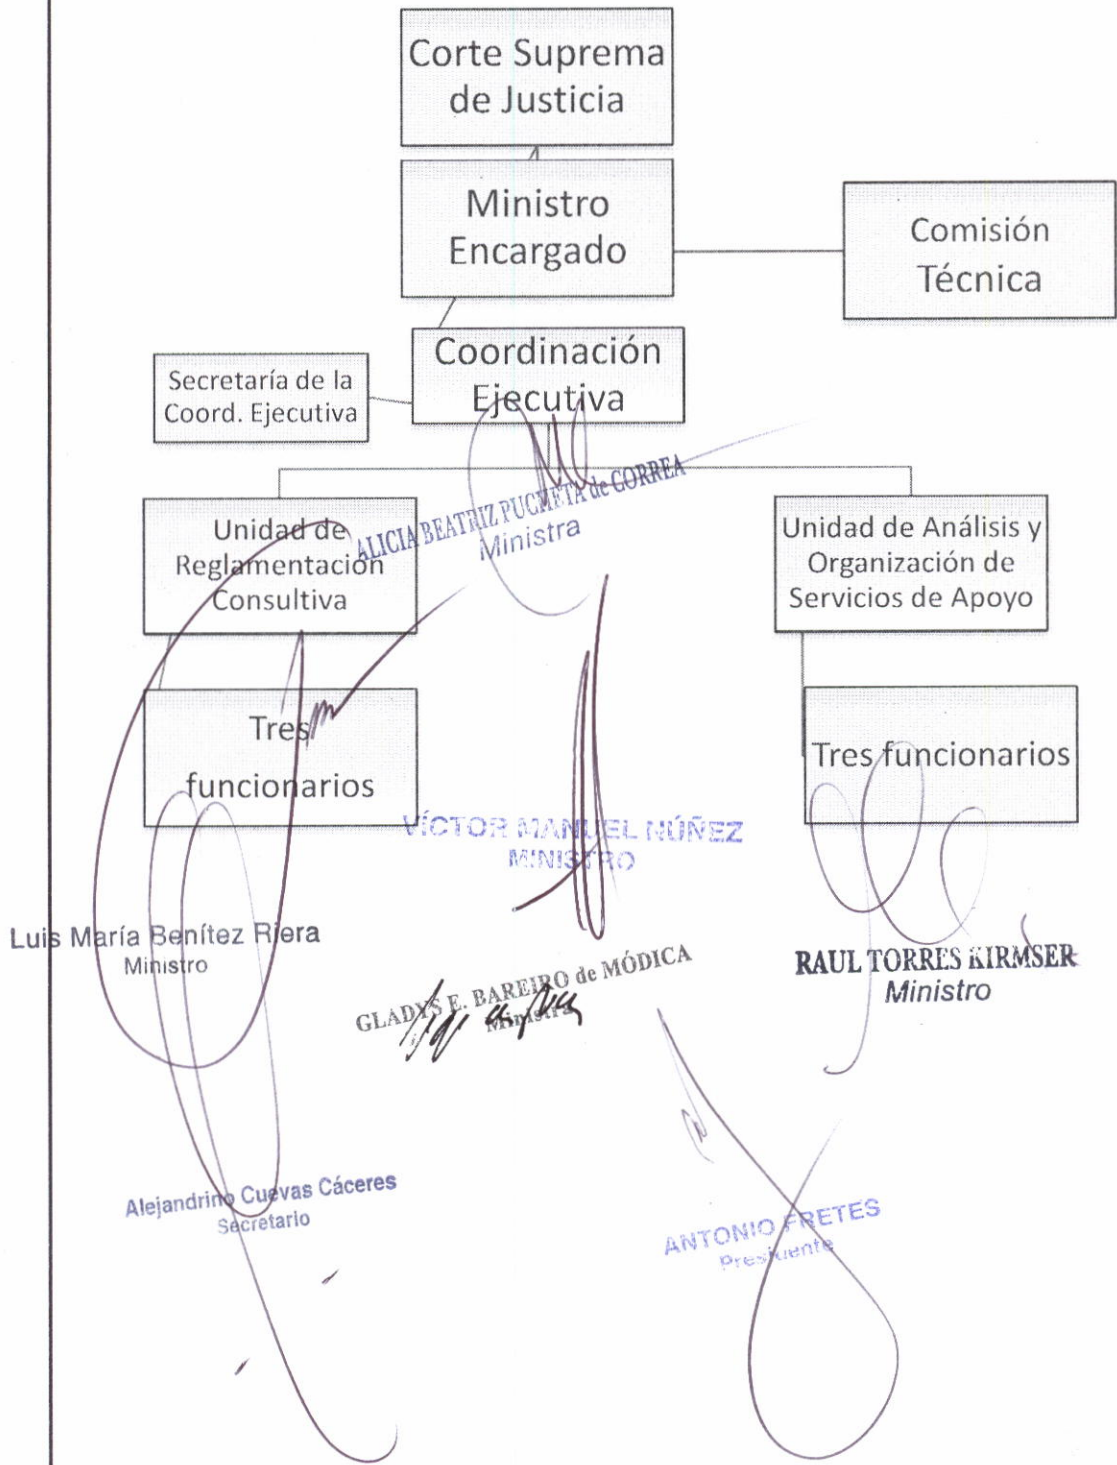 Corte Suprema
de Justicia
Ministro
Encargado
Comisión
Técnica
Coordinación
Ejecutiva
Secretaría de la
Coord. Ejecutiva
ALICIA BEATRIZ PUCHETA de CORREA
Ministra
Unidad de
Reglamentación
Consultiva
Unidad de Análisis y
Organización de
Servicios de Apoyo
Tres
funcionarios
Tres funcionarios
VÍCTOR MANUEL NÚÑEZ
MINISTRO
Luis María Benítez Riera
Ministro
GLADYS E. BAREIRO de MÓDICA
Ministra
RAUL TORRES KIRMSER
Ministro
Alejandrino Cuevas Cáceres
Secretario
ANTONIO FRETES
Presidente